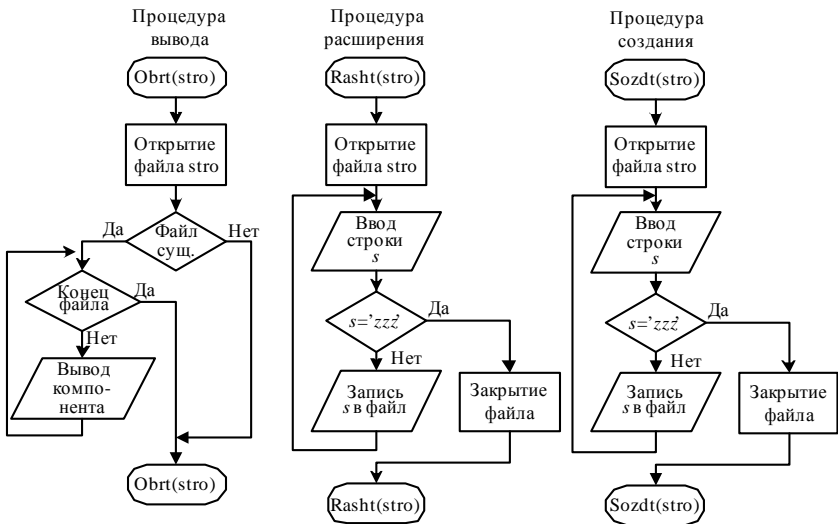 Процедура
вывода
Obrt(stro)
Открытие
файла stro
Файл
сущ.
Да
Нет
Конец
файла
Да
Нет
Вывод
компо-
нента
Obrt(stro)
Процедура
расширения
Rasht(stro)
Открытие
файла stro
Ввод
строки
s
s='zzz'
Да
Нет
Запись
s в файл
Закрытие
файла
Rasht(stro)
Процедура
создания
Sozdt(stro)
Открытие
файла stro
Ввод
строки
s
s='zzz'
Да
Нет
Запись
s в файл
Закрытие
файла
Sozdt(stro)